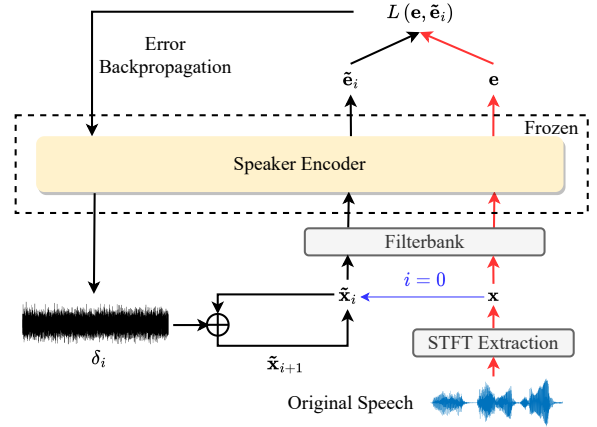 L (e, ẽᵢ)
Error
Backpropagation
ẽᵢ
e
Frozen
Speaker Encoder
Filterbank
i = 0
x̃ᵢ
x
δᵢ
x̃ᵢ₊₁
STFT Extraction
Original Speech